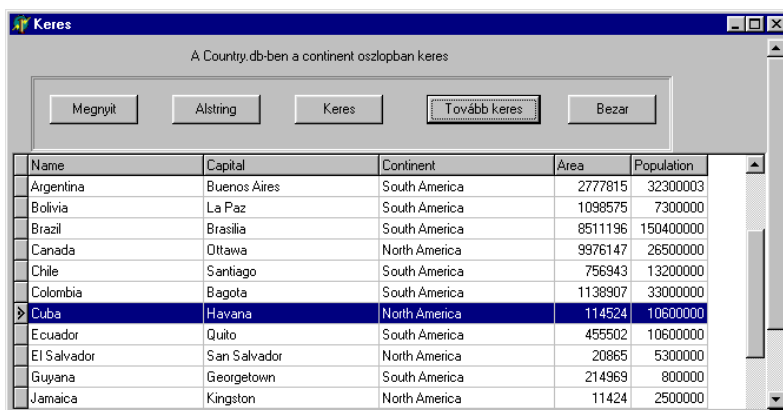 Keres
A Country.db-ben a continent oszlopban keres
Megnyit Alstring Keres Tovább keres Bezar
Name Capital Continent Area Population
Argentina Buenos Aires South America 2777815 32300003
Bolivia La Paz South America 1098575 7300000
Brazil Brasilia South America 8511196 150400000
Canada Ottawa North America 9976147 26500000
Chile Santiago South America 756943 13200000
Colombia Bagota South America 1138907 33000000
Cuba Havana North America 114524 10600000
Ecuador Quito South America 455502 10600000
El Salvador San Salvador North America 20865 5300000
Guyana Georgetown South America 214969 800000
Jamaica Kingston North America 11424 2500000